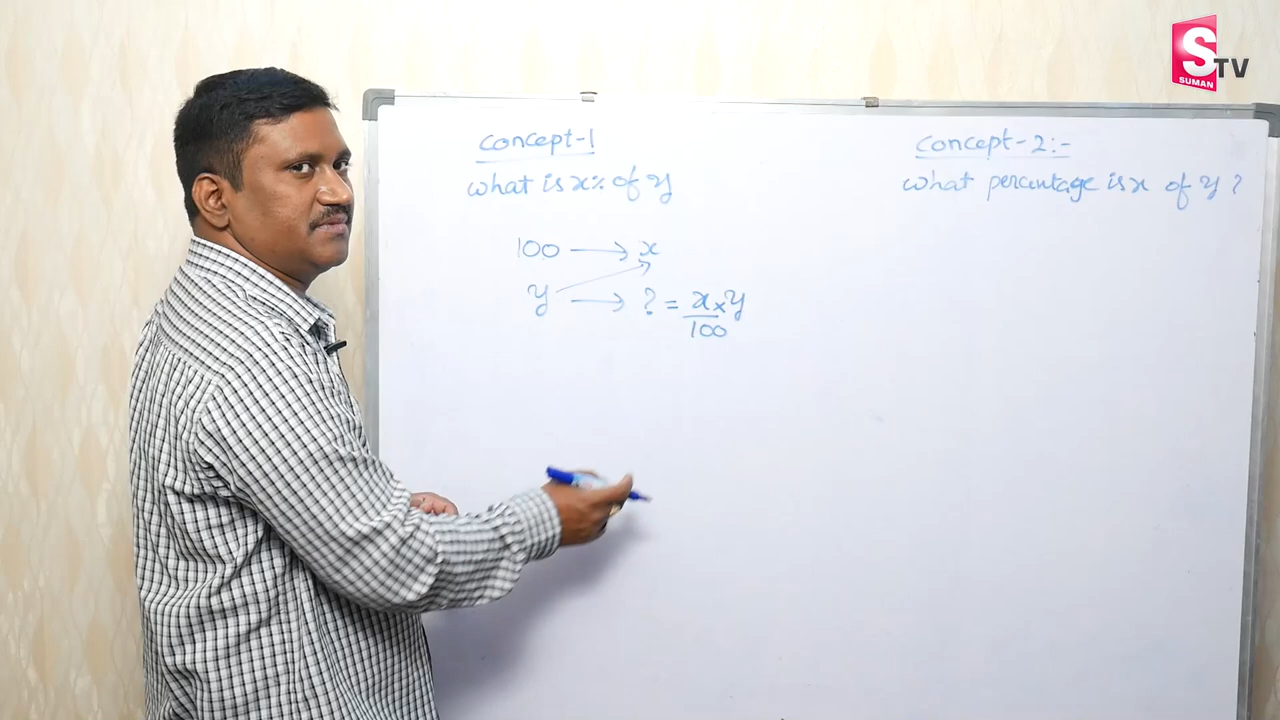 S TV
SUMAN
Concept-1
what is x% of y
100 → x
y → ? = x/100 × y
Concept-2:-
what percentage is x of y?